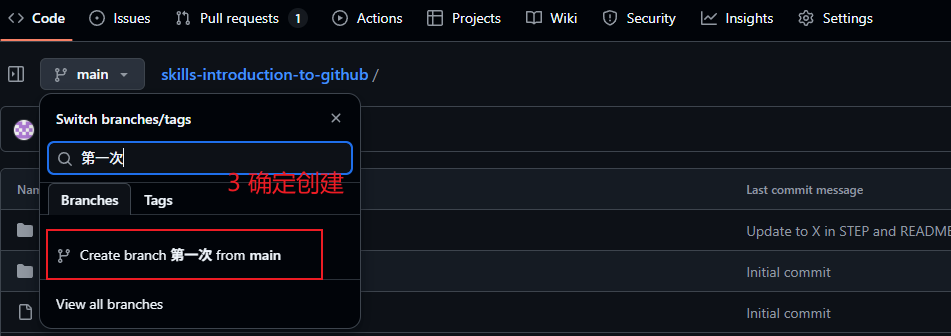 Code Issues Pull requests 1 Actions Projects Wiki Security Insights Settings
main skills-introduction-to-github /
Switch branches/tags
第一次
3 确定创建
Branches Tags
Last commit message
Create branch 第一次 from main
Update to X in STEP and README
Initial commit
View all branches
Initial commit